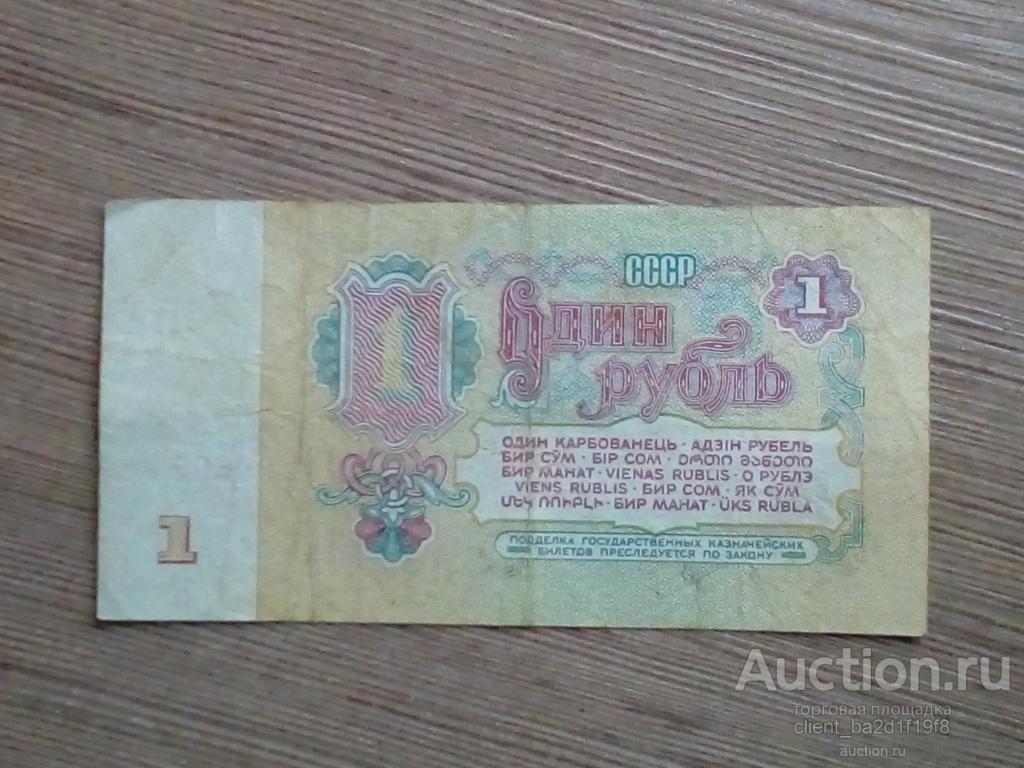 СССР
1
1
Один
рубль
ОДИН КАРБОВАНЕЦЬ · АДЗІН РУБЕЛЬ
БИР СЎМ · БІР СОМ · ᲔᲠᲗᲘ ᲛᲐᲜᲔᲗᲘ
БИР МАНАТ · VIENAS RUBLIS · О РУБЛЭ
VIENS RUBLIS · БИР СОМ · ЯК СЎМ
ՄԵԿ ՌՈՒԲԼԻ · БИР МАНАТ · ÜKS RUBLA
ПОДДЕЛКА ГОСУДАРСТВЕННЫХ КАЗНАЧЕЙСКИХ
БИЛЕТОВ ПРЕСЛЕДУЕТСЯ ПО ЗАКОНУ
1
Auction.ru
торговая площадка
client_ba2d1f19f8
auction.ru